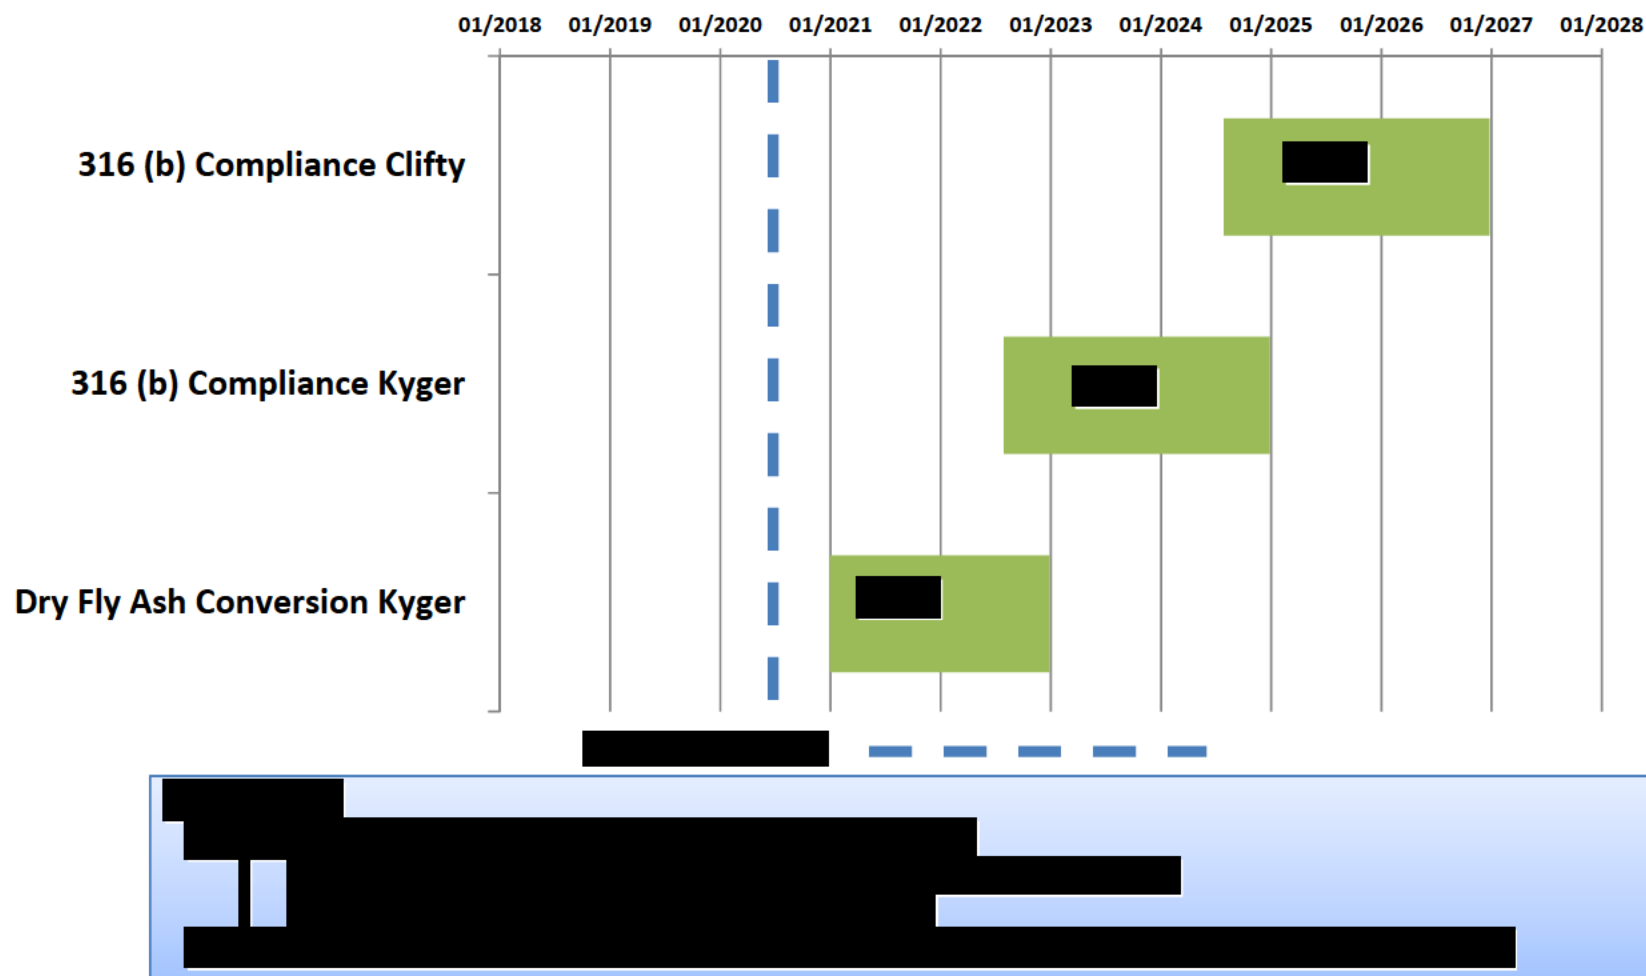 01/2018 01/2019 01/2020 01/2021 01/2022 01/2023 01/2024 01/2025 01/2026 01/2027 01/2028
316 (b) Compliance Clifty
316 (b) Compliance Kyger
Dry Fly Ash Conversion Kyger